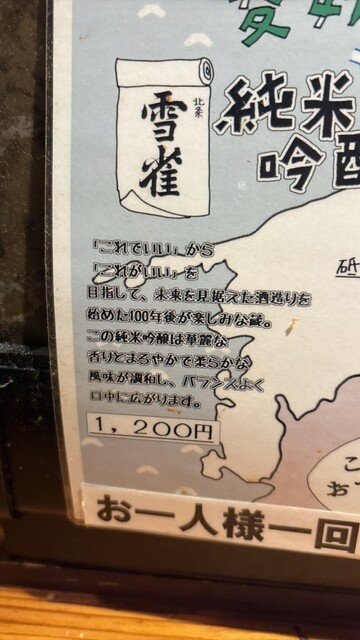 北条
雪雀
純米
吟醸
「これでいい」から
「これがいい」を
目指して、未来を見据えた酒造りを
始めた100年後が楽しみな蔵。
この純米吟醸は華麗な
香りとまろやかで柔らかな
風味が調和し、バランスよく
口中に広がります。
1,200円
砥
こ
お
お一人様一回